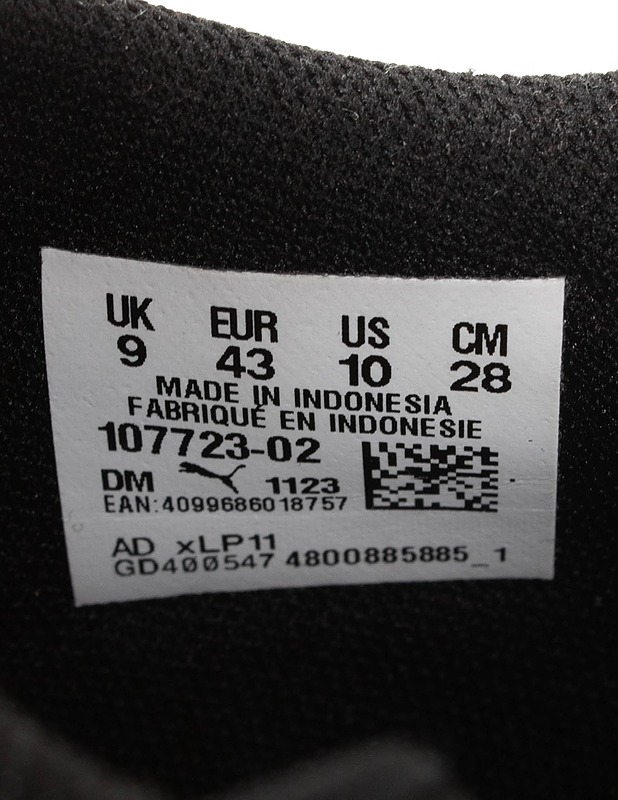 UK EUR US CM
9 43 10 28
MADE IN INDONESIA
FABRIQUÉ EN INDONESIE
107723-02
DM 1123
EAN:4099686018757
AD xLP11
GD400547 4800885885_1